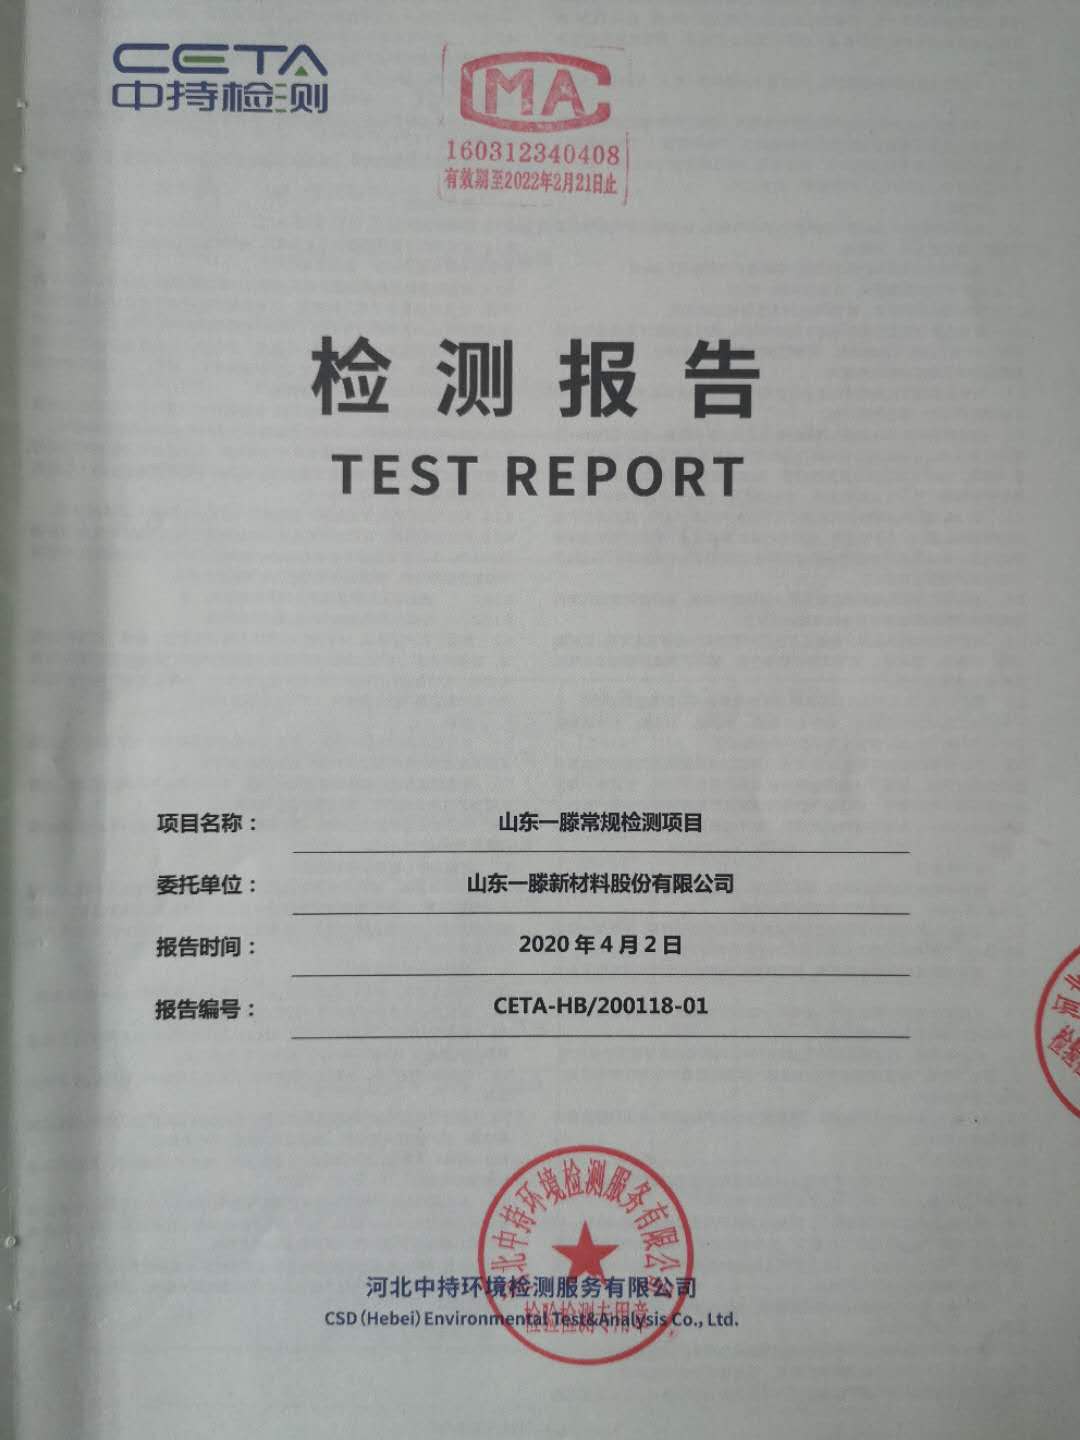 CETA
中持检测
MA
160312340408
有效期至2022年2月21日止
检测报告
TEST REPORT
项目名称：
山东一滕常规检测项目
委托单位：
山东一滕新材料股份有限公司
报告时间：
2020 年 4 月 2 日
报告编号：
CETA-HB/200118-01
河北中持环境检测服务有限公司
检验检测专用章
河北中持环境检测服务有限公司
CSD（Hebei）Environmental Test&Analysis Co., Ltd.